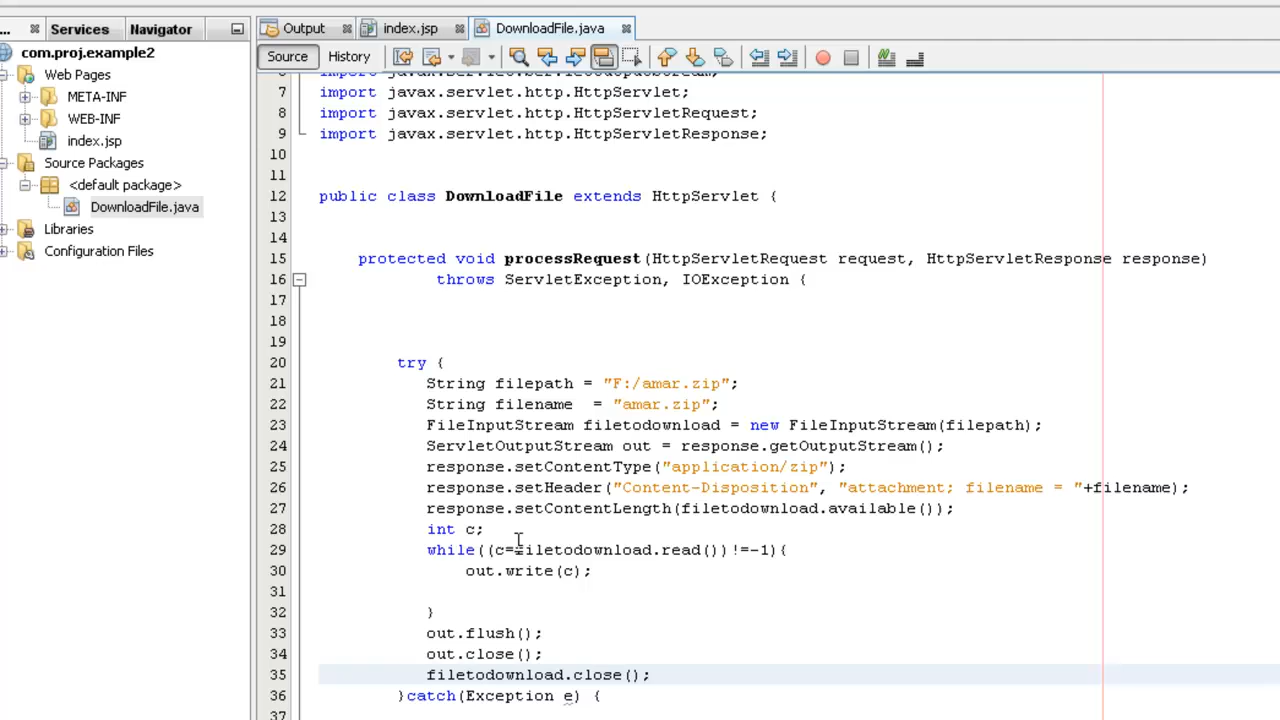 Output index.jsp DownloadFile.java
... Services Navigator
Source History
com.proj.example2
Web Pages
META-INF
WEB-INF
index.jsp
Source Packages
<default package>
DownloadFile.java
Libraries
Configuration Files
7 import javax.servlet.http.HttpServlet;
8 import javax.servlet.http.HttpServletRequest;
9 import javax.servlet.http.HttpServletResponse;
10
11
12 public class DownloadFile extends HttpServlet {
13
14
15 protected void processRequest(HttpServletRequest request, HttpServletResponse response)
16 throws ServletException, IOException {
17
18
19
20 try {
21 String filepath = "F:/amar.zip";
22 String filename  = "amar.zip";
23 FileInputStream filetodownload = new FileInputStream(filepath);
24 ServletOutputStream out = response.getOutputStream();
25 response.setContentType("application/zip");
26 response.setHeader("Content-Disposition", "attachment; filename = "+filename);
27 response.setContentLength(filetodownload.available());
28 int c;
29 while((c=filetodownload.read())!=-1){
30 out.write(c);
31
32 }
33 out.flush();
34 out.close();
35 filetodownload.close();
36 }catch(Exception e) {
37